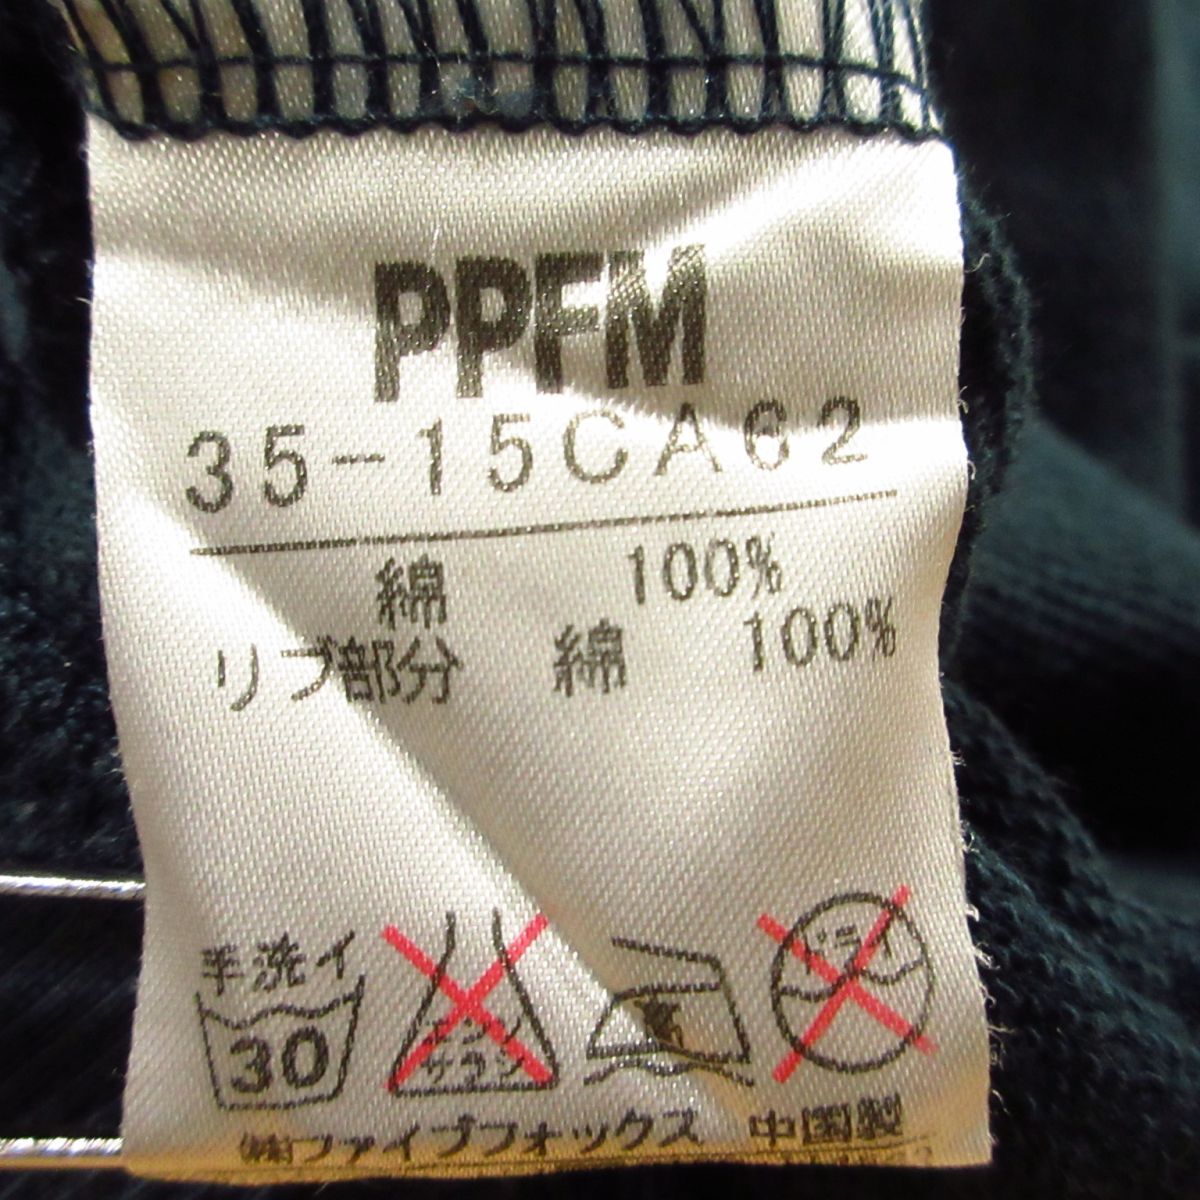 PPFM
35-15CA62
綿 100%
リブ部分 綿 100%
手洗イ
30
エンソ
サラシ
ドライ
㈱ファイブフォックス 中国製